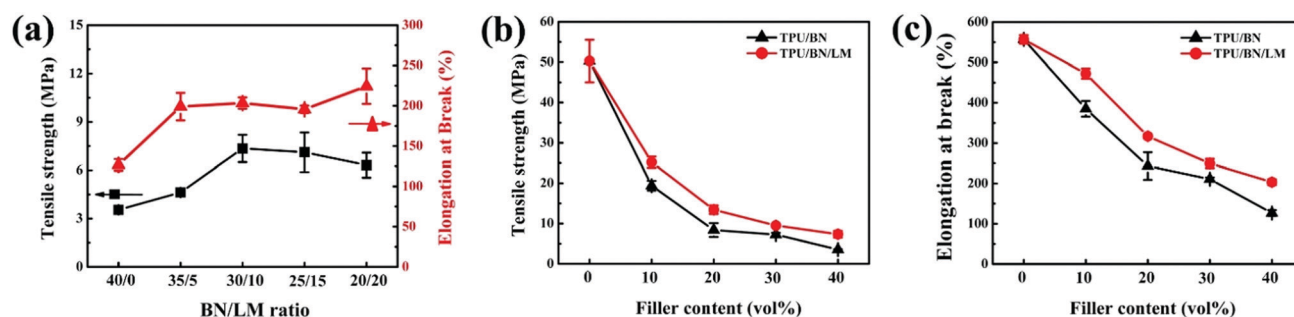 (a)
Tensile strength (MPa)
15
12
9
6
3
0
300
250
200
150
100
50
0
Elongation at Break (%)
40/0 35/5 30/10 25/15 20/20
BN/LM ratio
(b)
Tensile strength (MPa)
60
50
40
30
20
10
0
TPU/BN
TPU/BN/LM
0 10 20 30 40
Filler content (vol%)
(c)
Elongation at break (%)
600
500
400
300
200
100
0
TPU/BN
TPU/BN/LM
0 10 20 30 40
Filler content (vol%)